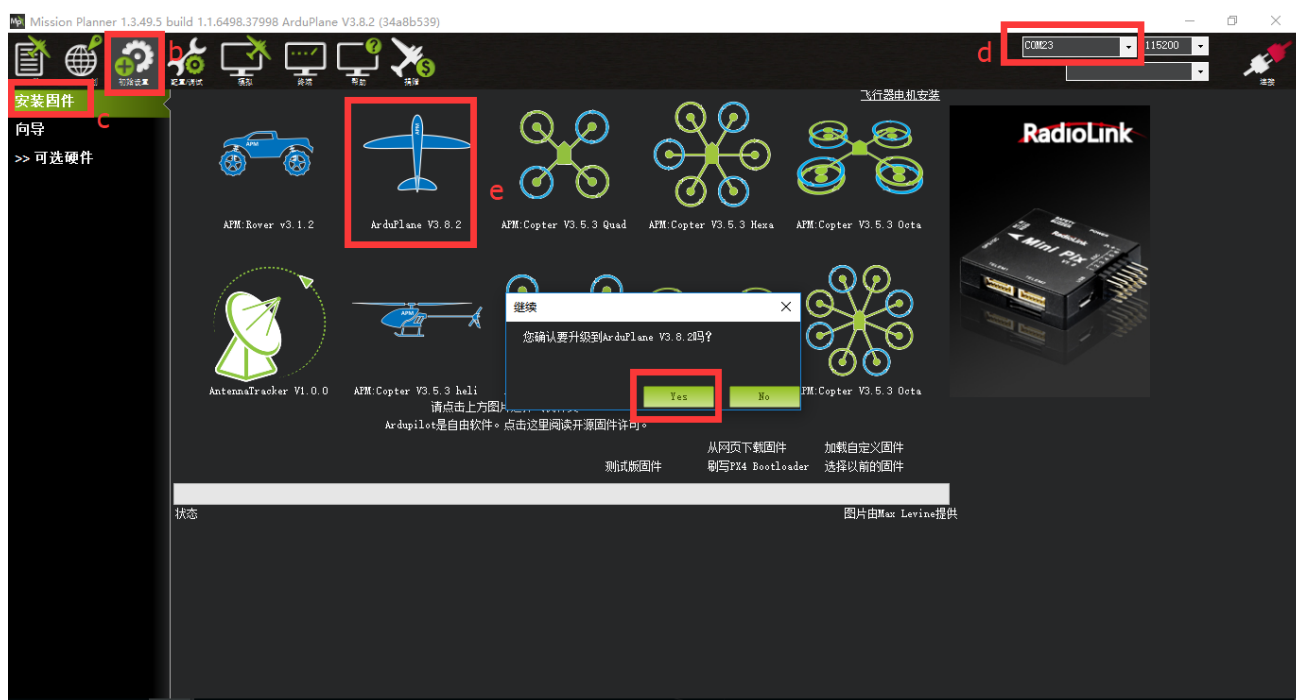 Mission Planner 1.3.49.5 build 1.1.6498.37998 ArduPlane V3.8.2 (34a8b539)
b
初始设置
配置/调试
模拟
终端
帮助
捐赠
d
COM23
115200
连接
安装固件
c
向导
>> 可选硬件
飞行器电机安装
APM
APM
e
APM:Rover v3.1.2
ArduPlane V3.8.2
APM:Copter V3.5.3 Quad
APM:Copter V3.5.3 Hexa
APM:Copter V3.5.3 Octa
RadioLink
RadioLink
Mini Pix
APM
继续
您确认要升级到ArduPlane V3.8.2吗?
Yes
No
AntennaTracker V1.0.0
APM:Copter V3.5.3 heli
PM:Copter V3.5.3 Octa
请点击上方图片
Ardupilot是自由软件。点击这里阅读开源固件许可。
从网页下载固件
加载自定义固件
测试版固件
刷写PX4 Bootloader
选择以前的固件
状态
图片由Max Levine提供